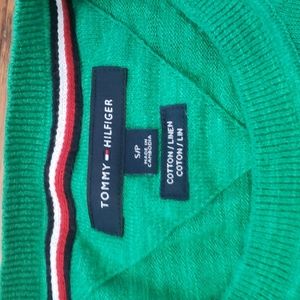 TOMMY HILFIGER
S/P
MADE IN
CAMBODIA
COTTON / LINEN
COTON / LIN